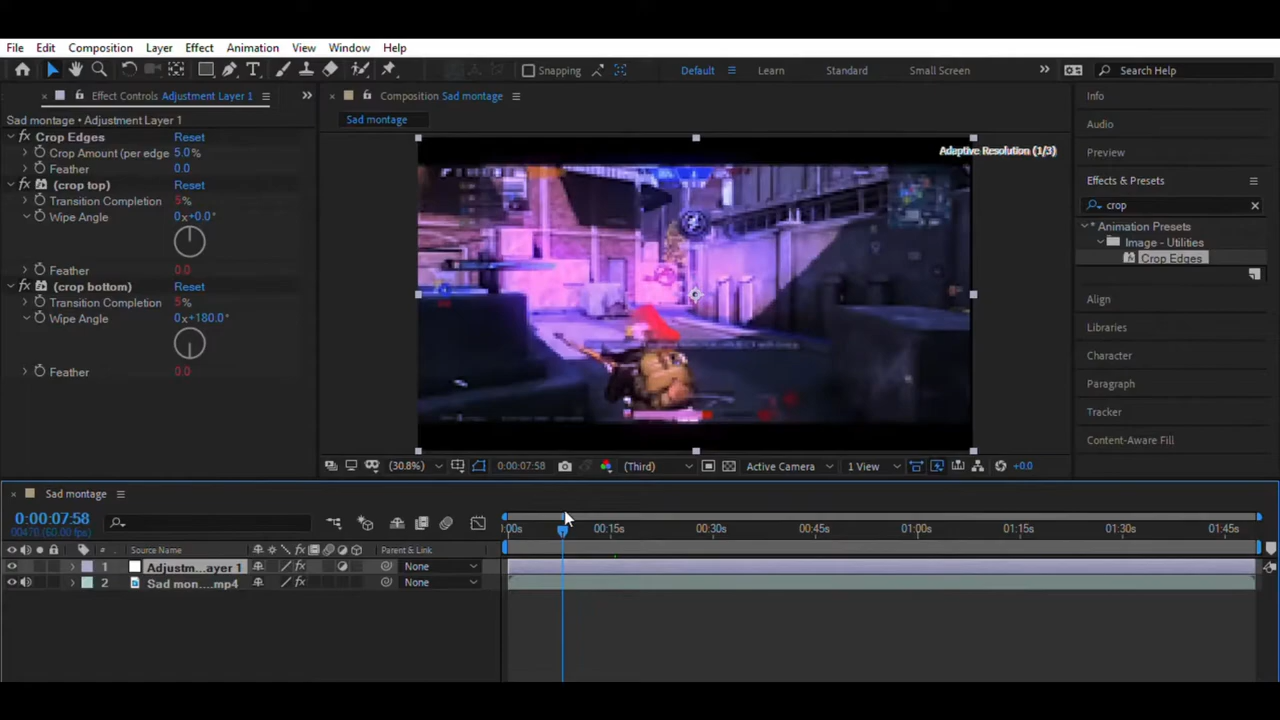 File Edit Composition Layer Effect Animation View Window Help
Snapping Default Learn Standard Small Screen Search Help
Effect Controls Adjustment Layer 1
Sad montage • Adjustment Layer 1
Crop Edges Reset
Crop Amount (per edge 5.0%
Feather 0.0
(crop top) Reset
Transition Completion 5%
Wipe Angle 0x+0.0°
Feather 0.0
(crop bottom) Reset
Transition Completion 5%
Wipe Angle 0x+180.0°
Feather 0.0
Composition Sad montage
Sad montage
Adaptive Resolution (1/3)
(30.8%) 0:00:07:58 (Third) Active Camera 1 View +0.0
Info
Audio
Preview
Effects & Presets
crop
* Animation Presets
Image - Utilities
Crop Edges
Align
Libraries
Character
Paragraph
Tracker
Content-Aware Fill
Sad montage
0:00:07:58
00470 (60.00 fps)
:00s 00:15s 00:30s 00:45s 01:00s 01:15s 01:30s 01:45s
# Source Name Parent & Link
1 Adjustm...ayer 1 None
2 Sad mon....mp4 None